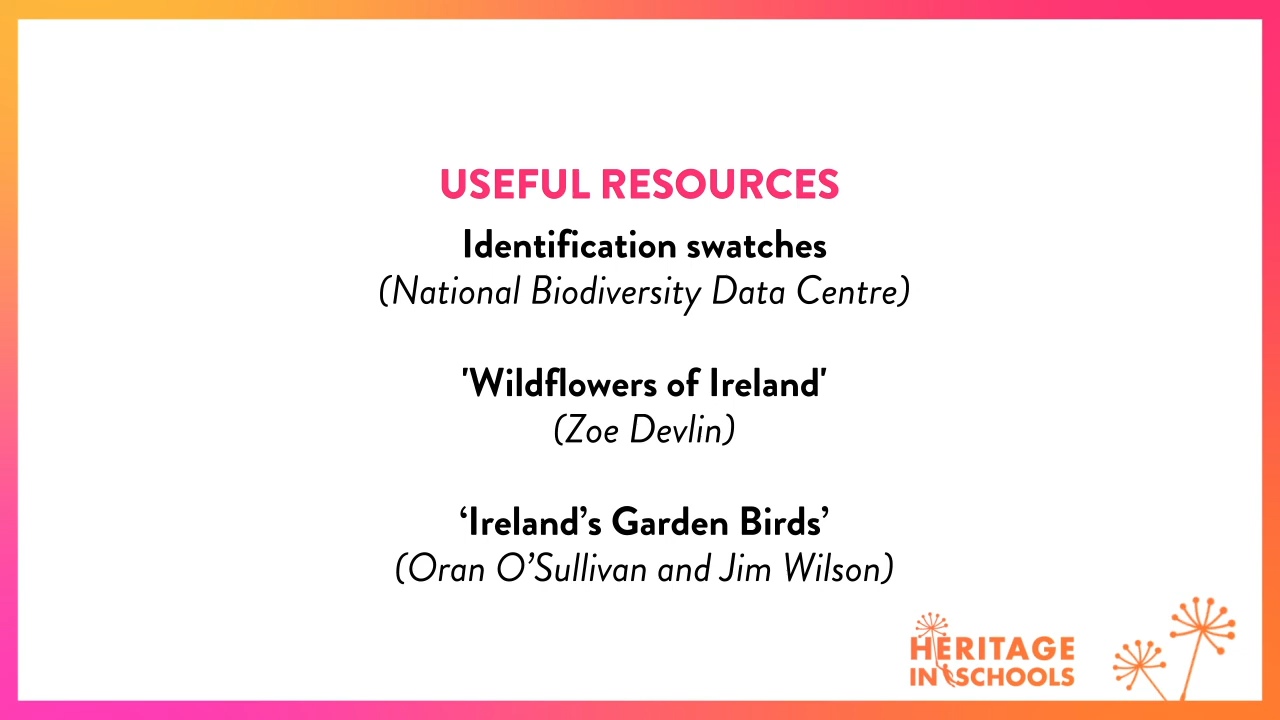 USEFUL RESOURCES
Identification swatches
(National Biodiversity Data Centre)
'Wildflowers of Ireland'
(Zoe Devlin)
‘Ireland’s Garden Birds’
(Oran O’Sullivan and Jim Wilson)
HERITAGE
IN SCHOOLS